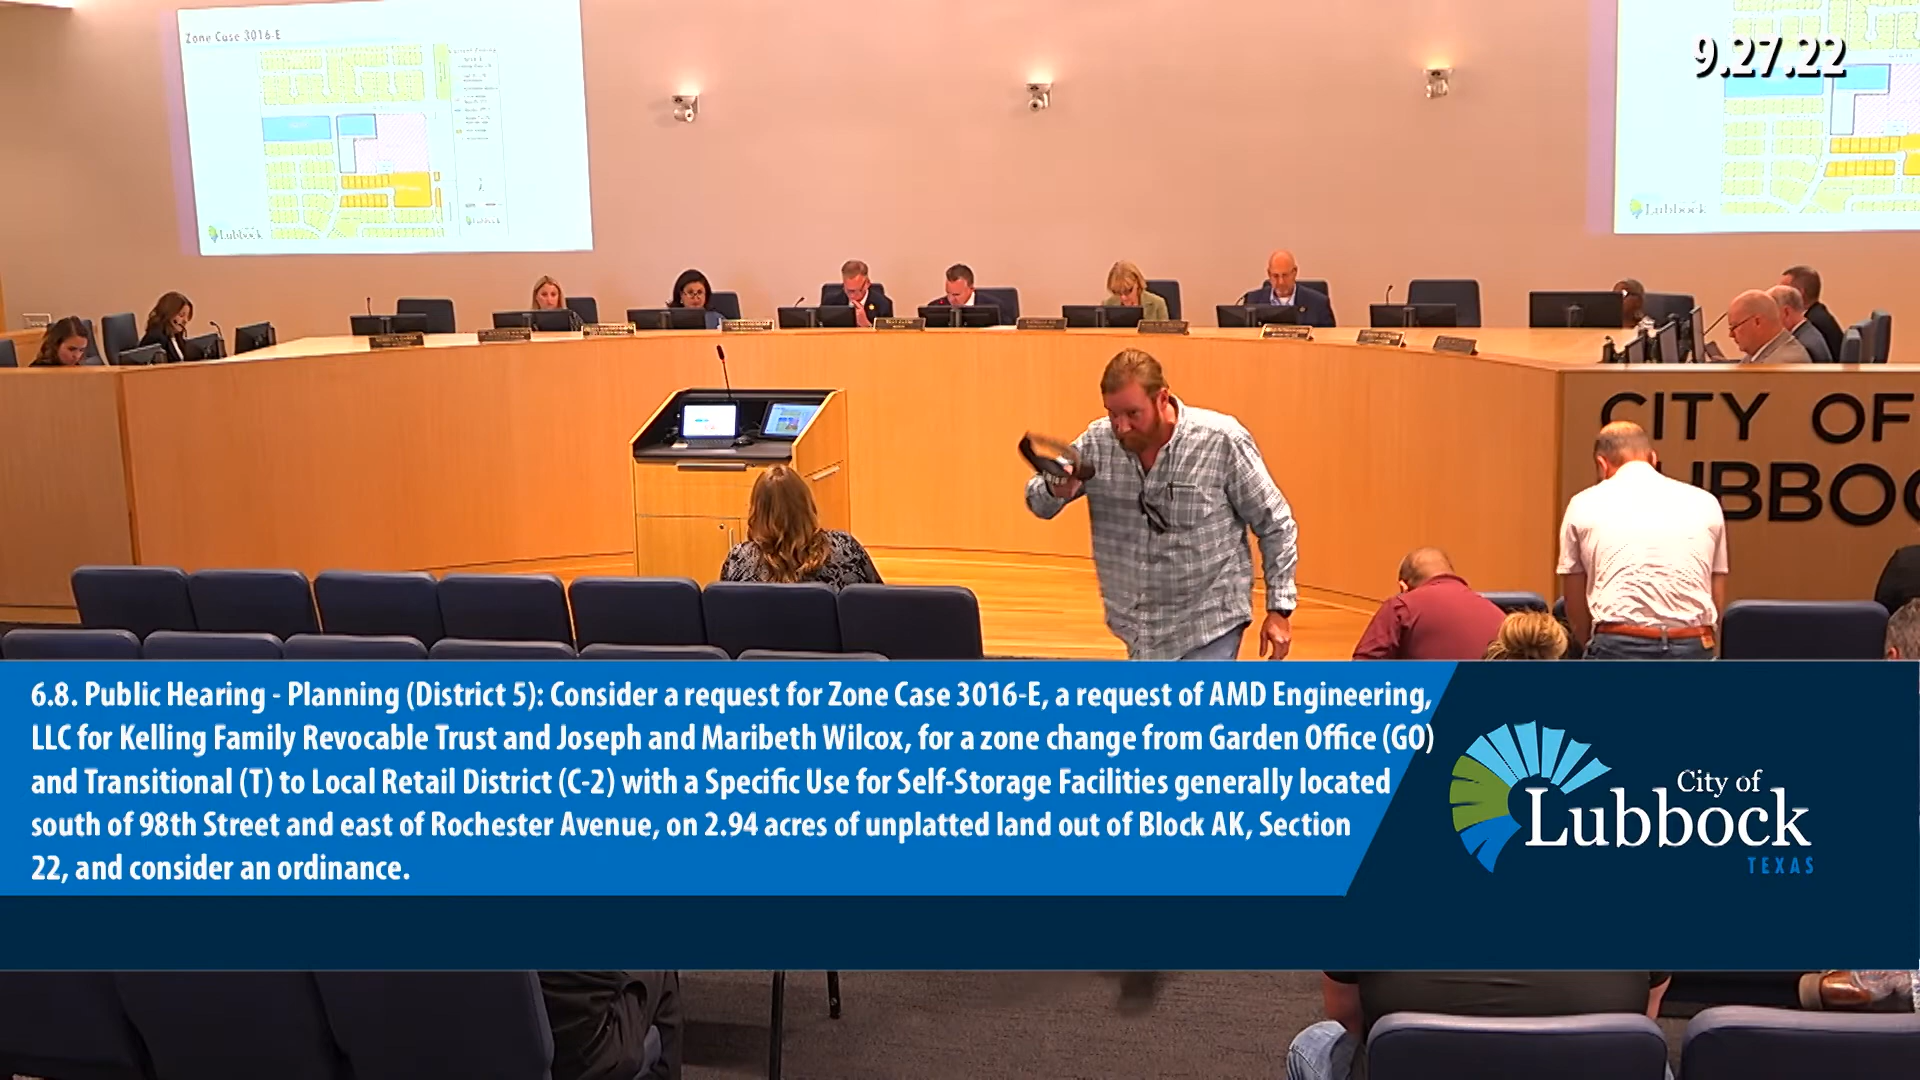 Zone Case 3016-E
9.27.22
Lubbock
Lubbock
CITY OF
UBBOC
6.8. Public Hearing - Planning (District 5): Consider a request for Zone Case 3016-E, a request of AMD Engineering,
LLC for Kelling Family Revocable Trust and Joseph and Maribeth Wilcox, for a zone change from Garden Office (GO)
and Transitional (T) to Local Retail District (C-2) with a Specific Use for Self-Storage Facilities generally located
south of 98th Street and east of Rochester Avenue, on 2.94 acres of unplatted land out of Block AK, Section
22, and consider an ordinance.
City of
Lubbock
TEXAS